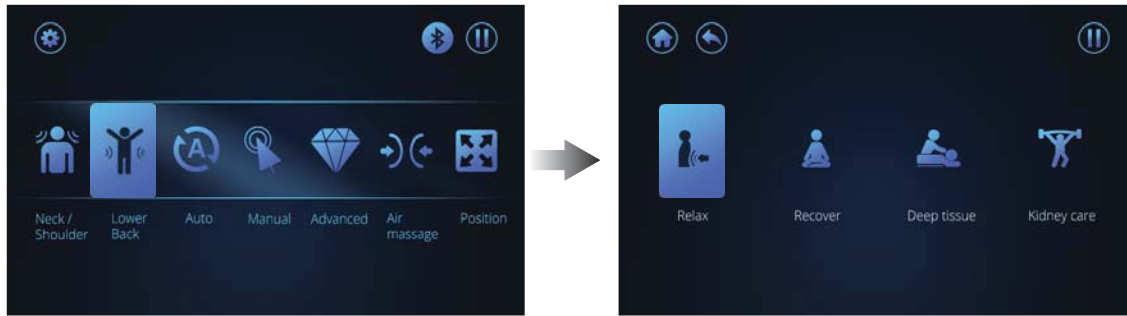 A
Neck / Shoulder
Lower Back
Auto
Manual
Advanced
Air massage
Position
Relax
Recover
Deep tissue
Kidney care